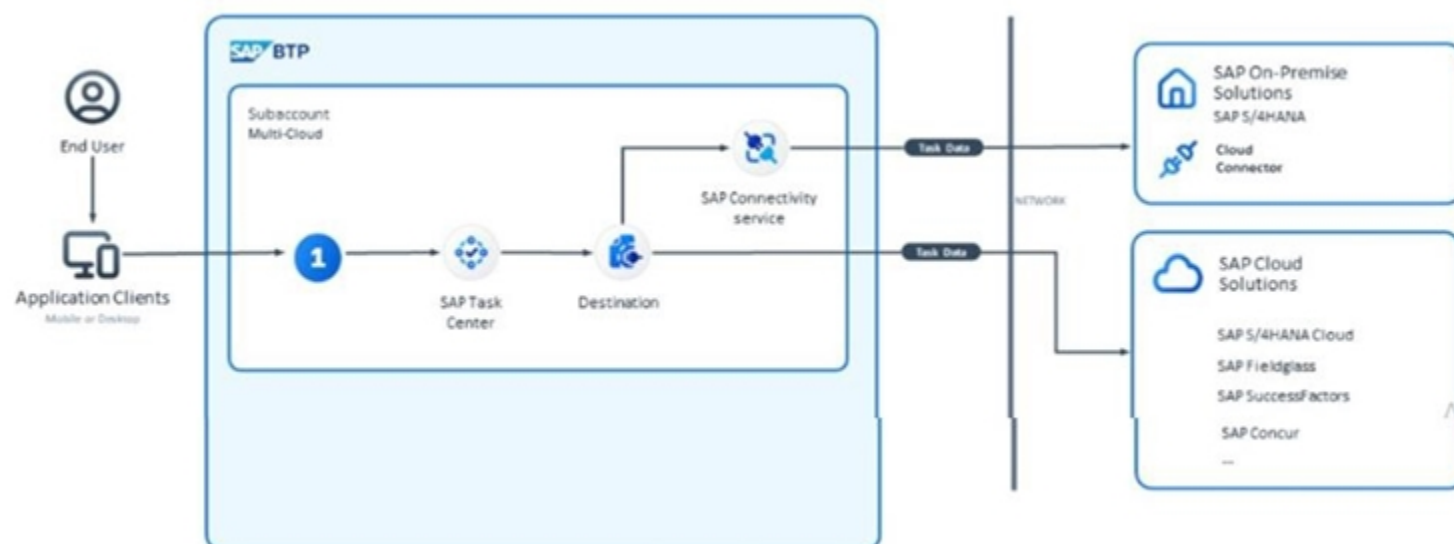 SAP BTP
Subaccount
Multi-Cloud
End User
Application Clients
Mobile or Desktop
1
SAP Task
Center
Destination
SAP Connectivity
service
Task Data
Task Data
NETWORK
SAP On-Premise
Solutions
SAP S/4HANA
Cloud
Connector
SAP Cloud
Solutions
SAP S/4HANA Cloud
SAP Fieldglass
SAP SuccessFactors
SAP Concur
...